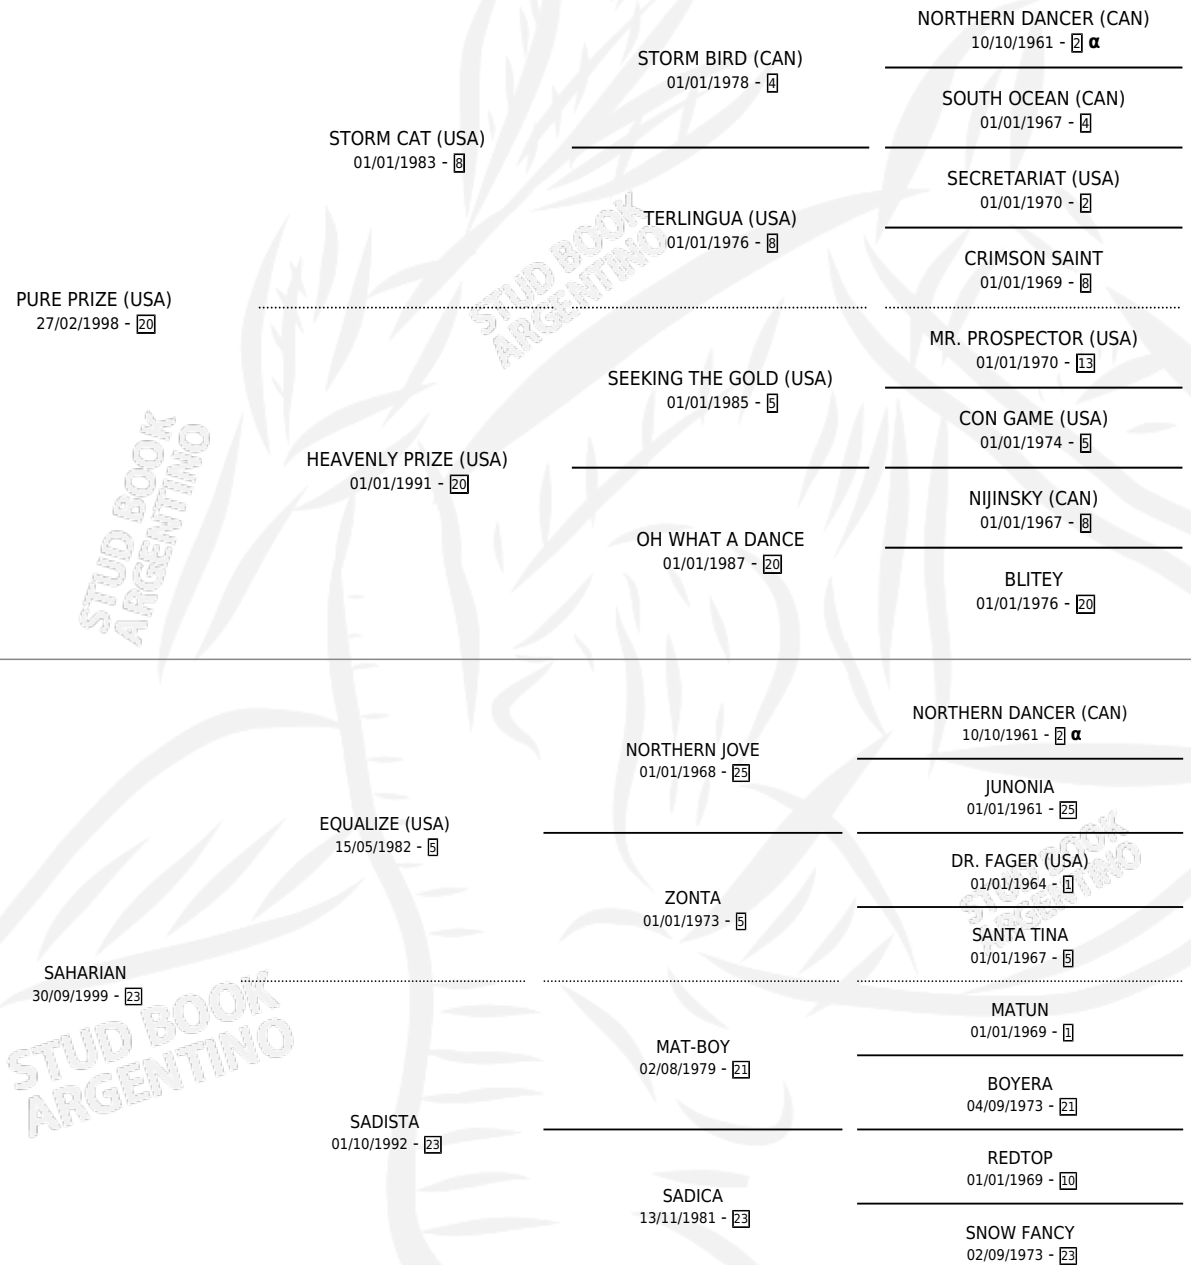 NORTHERN DANCER (CAN)
10/10/1961 - 2 α
STORM BIRD (CAN)
01/01/1978 - 4
SOUTH OCEAN (CAN)
01/01/1967 - 4
STORM CAT (USA)
01/01/1983 - 8
SECRETARIAT (USA)
01/01/1970 - 2
TERLINGUA (USA)
01/01/1976 - 8
CRIMSON SAINT
01/01/1969 - 8
PURE PRIZE (USA)
27/02/1998 - 20
MR. PROSPECTOR (USA)
01/01/1970 - 13
SEEKING THE GOLD (USA)
01/01/1985 - 5
CON GAME (USA)
01/01/1974 - 5
HEAVENLY PRIZE (USA)
01/01/1991 - 20
NIJINSKY (CAN)
01/01/1967 - 8
OH WHAT A DANCE
01/01/1987 - 20
BLITEY
01/01/1976 - 20
NORTHERN DANCER (CAN)
10/10/1961 - 2 α
NORTHERN JOVE
01/01/1968 - 25
JUNONIA
01/01/1961 - 25
EQUALIZE (USA)
15/05/1982 - 5
DR. FAGER (USA)
01/01/1964 - 1
ZONTA
01/01/1973 - 5
SANTA TINA
01/01/1967 - 5
SAHARIAN
30/09/1999 - 23
MATUN
01/01/1969 - 1
MAT-BOY
02/08/1979 - 21
BOYERA
04/09/1973 - 21
SADISTA
01/10/1992 - 23
REDTOP
01/01/1969 - 10
SADICA
13/11/1981 - 23
SNOW FANCY
02/09/1973 - 23
STUD BOOK
ARGENTINO
STUD BOOK
ARGENTINO
STUD BOOK
ARGENTINO
STUD BOOK
ARGENTINO